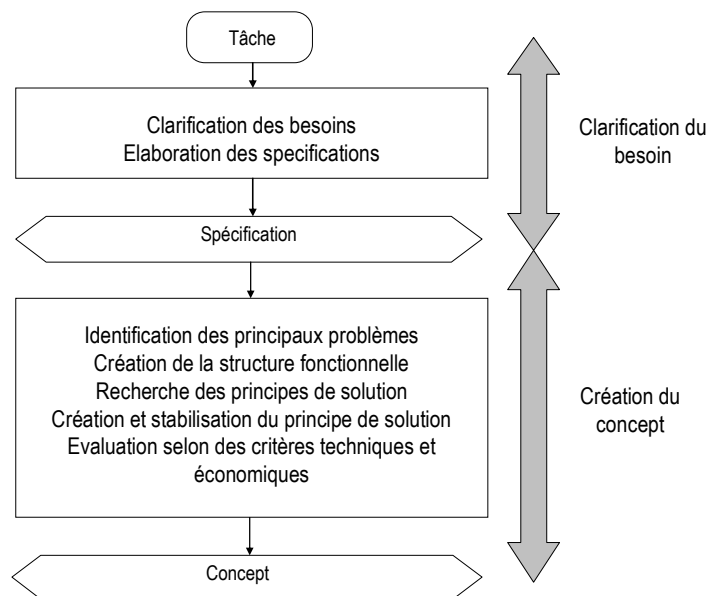 Tâche
Clarification des besoins
Elaboration des specifications
Clarification du
besoin
Spécification
Identification des principaux problèmes
Création de la structure fonctionnelle
Recherche des principes de solution
Création et stabilisation du principe de solution
Evaluation selon des critères techniques et
économiques
Création du
concept
Concept